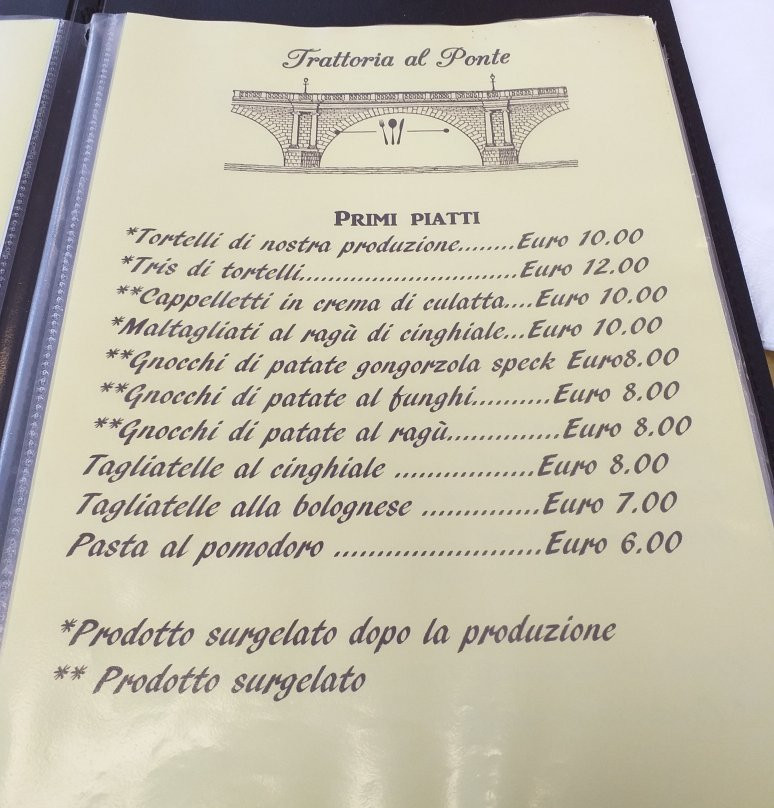 Trattoria al Ponte
PRIMI PIATTI
*Tortelli di nostra produzione........Euro 10.00
*Tris di tortelli..............................Euro 12.00
**Cappelletti in crema di culatta....Euro 10.00
*Maltagliati al ragù di cinghiale...Euro 10.00
**Gnocchi di patate gongorzola speck Euro8.00
**Gnocchi di patate al funghi..........Euro 8.00
**Gnocchi di patate al ragù..............Euro 8.00
Tagliatelle al cinghiale .................Euro 8.00
Tagliatelle alla bolognese ..............Euro 7.00
Pasta al pomodoro ........................Euro 6.00
*Prodotto surgelato dopo la produzione
** Prodotto surgelato